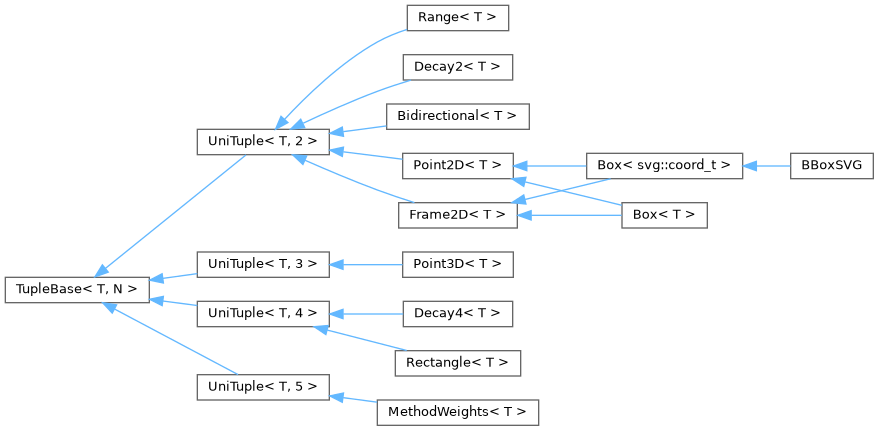 Range< T >
Decay2< T >
Bidirectional< T >
UniTuple< T, 2 >
Point2D< T >
Box< svg::coord_t >
BBoxSVG
Frame2D< T >
Box< T >
UniTuple< T, 3 >
Point3D< T >
TupleBase< T, N >
UniTuple< T, 4 >
Decay4< T >
Rectangle< T >
UniTuple< T, 5 >
MethodWeights< T >